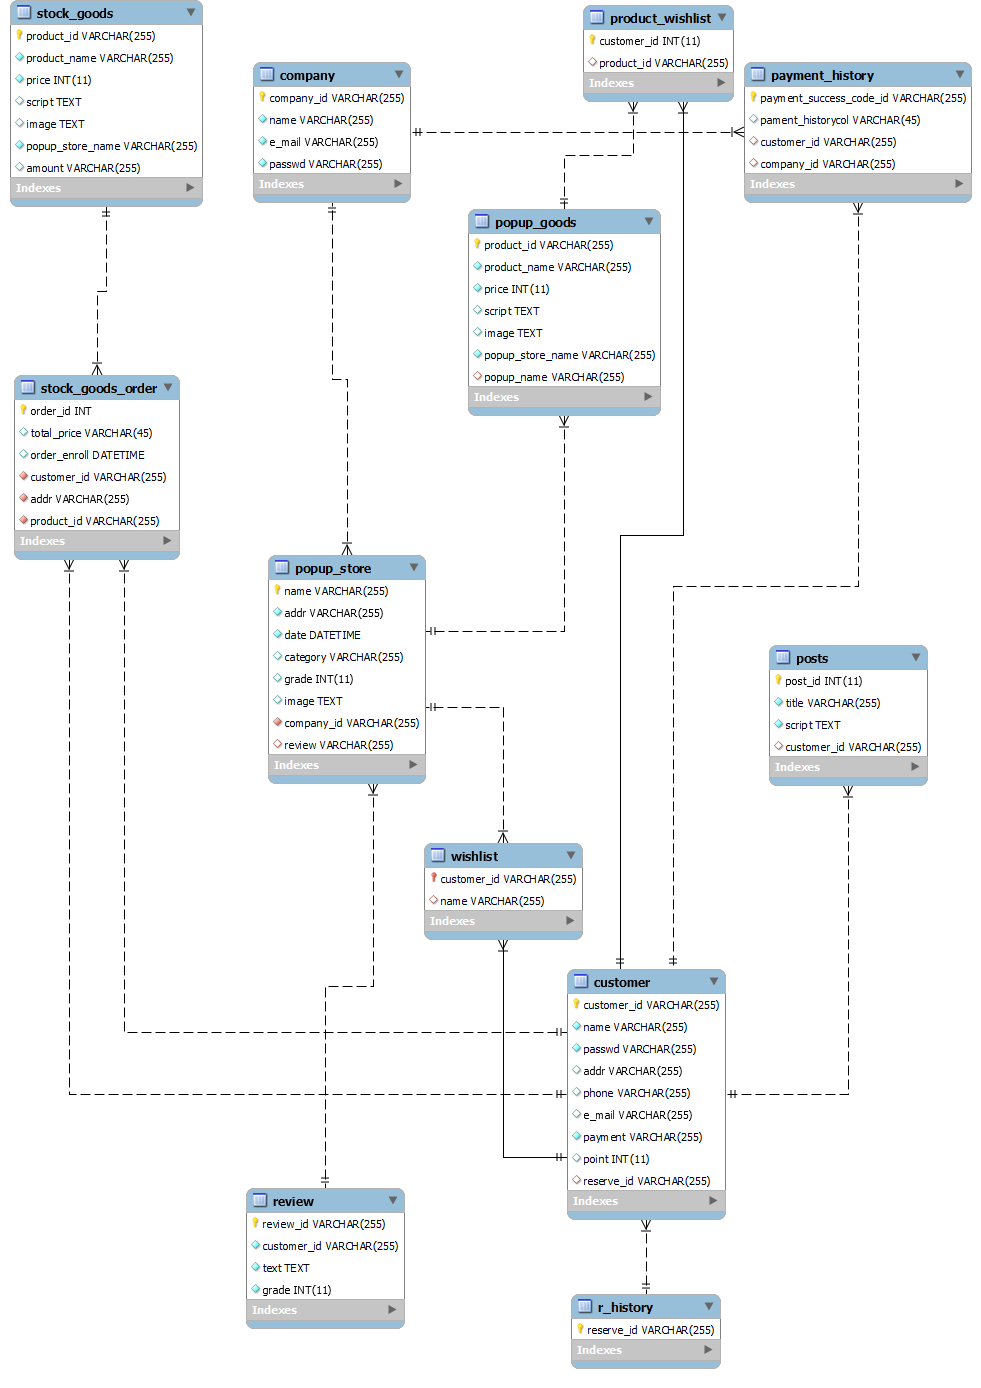 stock_goods
product_id VARCHAR(255)
product_name VARCHAR(255)
price INT(11)
script TEXT
image TEXT
popup_store_name VARCHAR(255)
amount VARCHAR(255)
Indexes
company
company_id VARCHAR(255)
name VARCHAR(255)
e_mail VARCHAR(255)
passwd VARCHAR(255)
Indexes
product_wishlist
customer_id INT(11)
product_id VARCHAR(255)
Indexes
payment_history
payment_success_code_id VARCHAR(255)
pament_historycol VARCHAR(45)
customer_id VARCHAR(255)
company_id VARCHAR(255)
Indexes
popup_goods
product_id VARCHAR(255)
product_name VARCHAR(255)
price INT(11)
script TEXT
image TEXT
popup_store_name VARCHAR(255)
popup_name VARCHAR(255)
Indexes
stock_goods_order
order_id INT
total_price VARCHAR(45)
order_enroll DATETIME
customer_id VARCHAR(255)
addr VARCHAR(255)
product_id VARCHAR(255)
Indexes
popup_store
name VARCHAR(255)
addr VARCHAR(255)
date DATETIME
category VARCHAR(255)
grade INT(11)
image TEXT
company_id VARCHAR(255)
review VARCHAR(255)
Indexes
posts
post_id INT(11)
title VARCHAR(255)
script TEXT
customer_id VARCHAR(255)
Indexes
wishlist
customer_id VARCHAR(255)
name VARCHAR(255)
Indexes
customer
customer_id VARCHAR(255)
name VARCHAR(255)
passwd VARCHAR(255)
addr VARCHAR(255)
phone VARCHAR(255)
e_mail VARCHAR(255)
payment VARCHAR(255)
point INT(11)
reserve_id VARCHAR(255)
Indexes
review
review_id VARCHAR(255)
customer_id VARCHAR(255)
text TEXT
grade INT(11)
Indexes
r_history
reserve_id VARCHAR(255)
Indexes